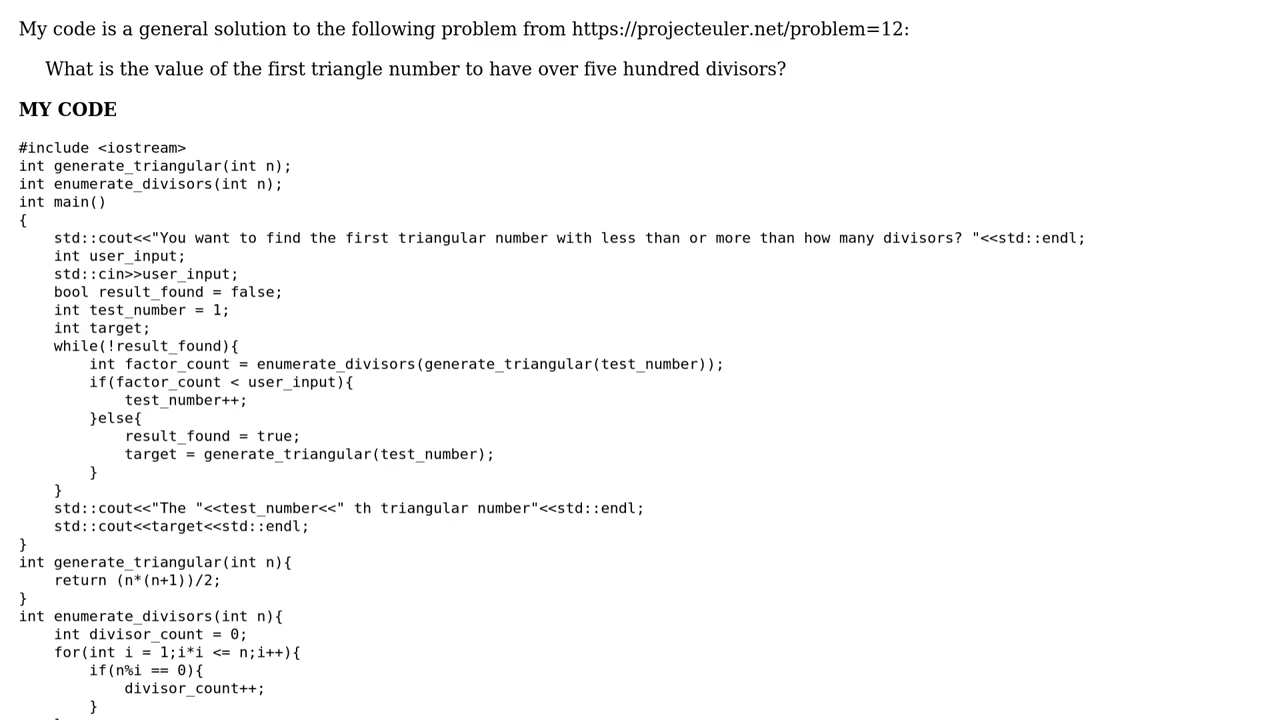 My code is a general solution to the following problem from https://projecteuler.net/problem=12:
What is the value of the first triangle number to have over five hundred divisors?
MY CODE
#include <iostream>
int generate_triangular(int n);
int enumerate_divisors(int n);
int main()
{
    std::cout<<"You want to find the first triangular number with less than or more than how many divisors? "<<std::endl;
    int user_input;
    std::cin>>user_input;
    bool result_found = false;
    int test_number = 1;
    int target;
    while(!result_found){
        int factor_count = enumerate_divisors(generate_triangular(test_number));
        if(factor_count < user_input){
            test_number++;
        }else{
            result_found = true;
            target = generate_triangular(test_number);
        }
    }
    std::cout<<"The "<<test_number<<" th triangular number"<<std::endl;
    std::cout<<target<<std::endl;
}
int generate_triangular(int n){
    return (n*(n+1))/2;
}
int enumerate_divisors(int n){
    int divisor_count = 0;
    for(int i = 1;i*i <= n;i++){
        if(n%i == 0){
            divisor_count++;
        }